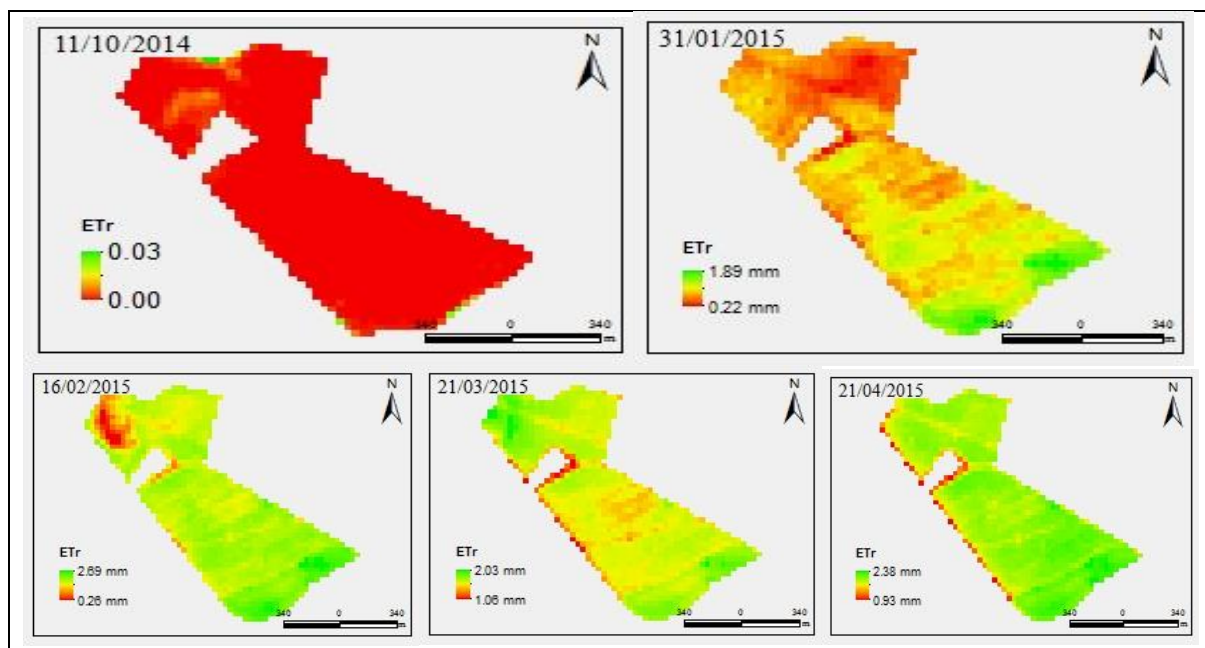 11/10/2014
N
ETr
0.03
0.00
340 0 340
m
31/01/2015
N
ETr
1.89 mm
0.22 mm
340 0 340
m
16/02/2015
N
ETr
2.69 mm
0.26 mm
340 0 340
m
21/03/2015
N
ETr
2.03 mm
1.06 mm
340 0 340
m
21/04/2015
N
ETr
2.38 mm
0.93 mm
340 0 340
m